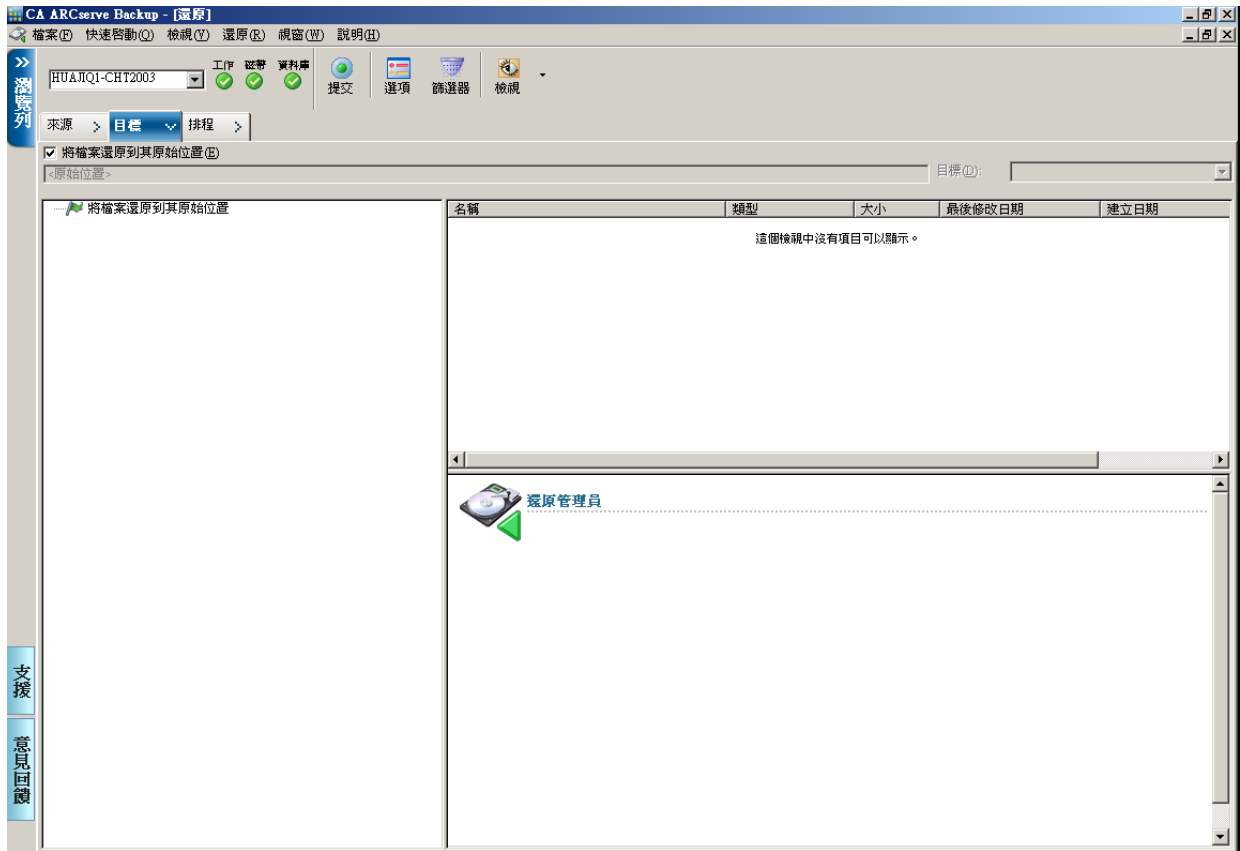 CA ARCserve Backup - [還原]
檔案(F) 快速啓動(Q) 檢視(V) 還原(R) 視窗(W) 說明(H)
HUAJIQ1-CHT2003
工作 磁帶 資料庫
提交 選項 篩選器 檢視
瀏覽列
來源 目標 排程
將檔案還原到其原始位置(E)
<原始位置>
目標(D):
將檔案還原到其原始位置
名稱 類型 大小 最後修改日期 建立日期
這個檢視中沒有項目可以顯示。
還原管理員
支援
意見回饋